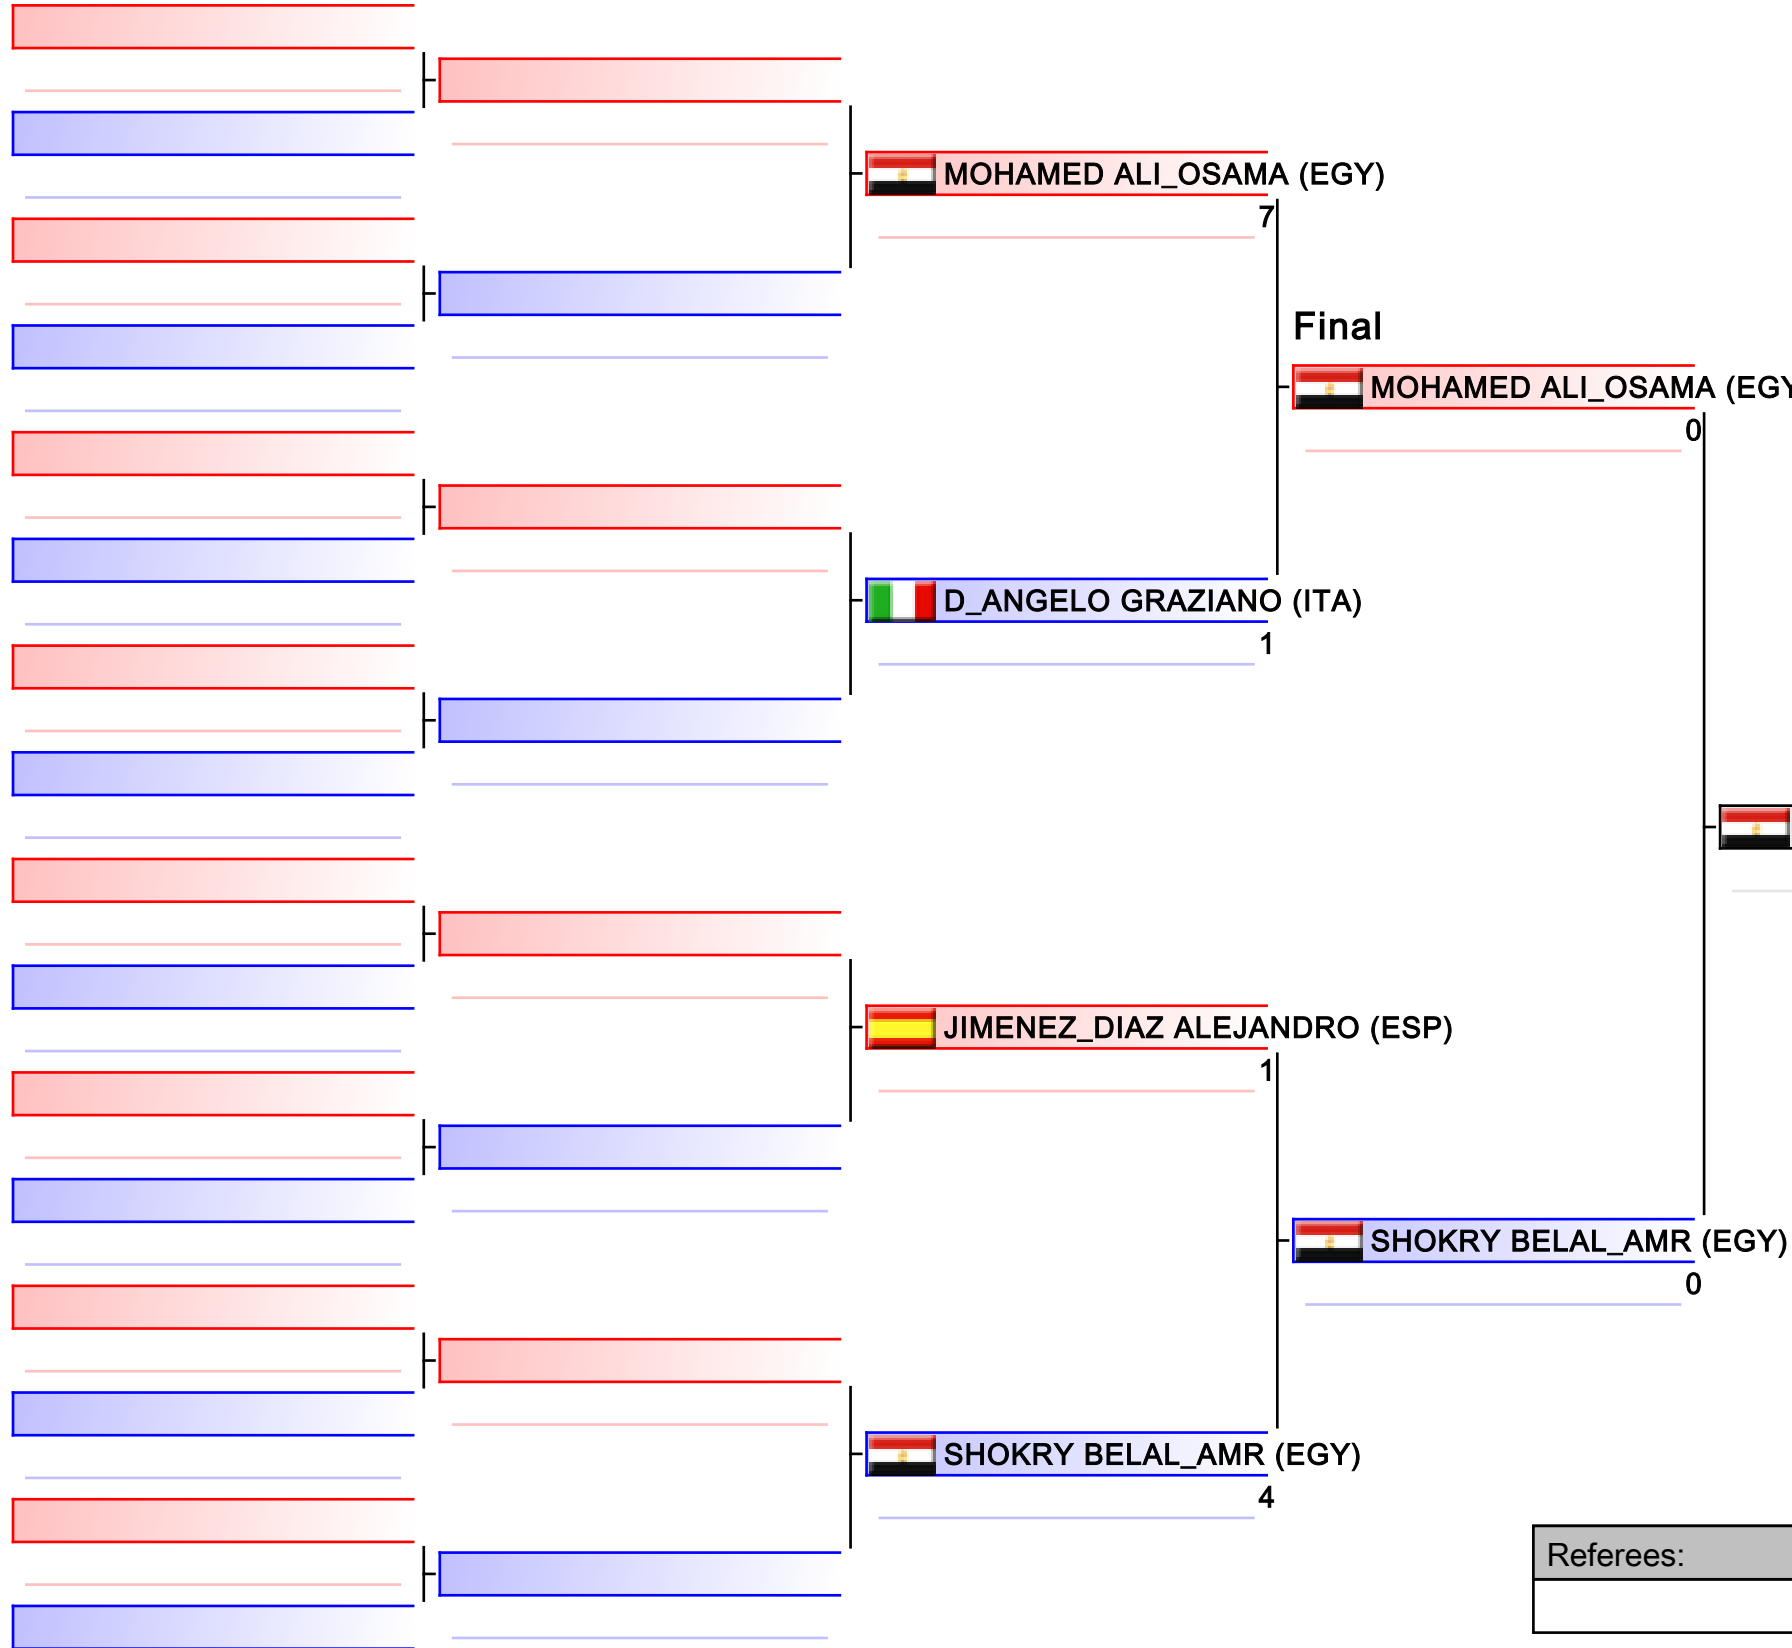 MOHAMED ALI_OSAMA (EGY)
7
Final
MOHAMED ALI_OSAMA (EGY
0
D_ANGELO GRAZIANO (ITA)
1
JIMENEZ_DIAZ ALEJANDRO (ESP)
1
SHOKRY BELAL_AMR (EGY)
0
SHOKRY BELAL_AMR (EGY)
4
Referees: